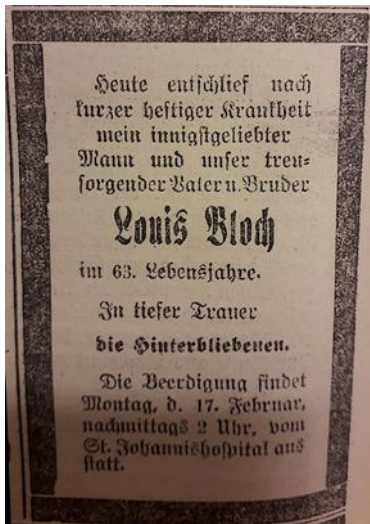 Heute entschlief nach
kurzer heftiger Krankheit
mein innigstgeliebter
Mann und unser treu-
sorgender Vater u. Bruder
Louis Bloch
im 63. Lebensjahre.
In tiefer Trauer
die Hinterbliebenen.
Die Beerdigung findet
Montag, d. 17. Februar,
nachmittags 2 Uhr, vom
St. Johannishospital aus
statt.